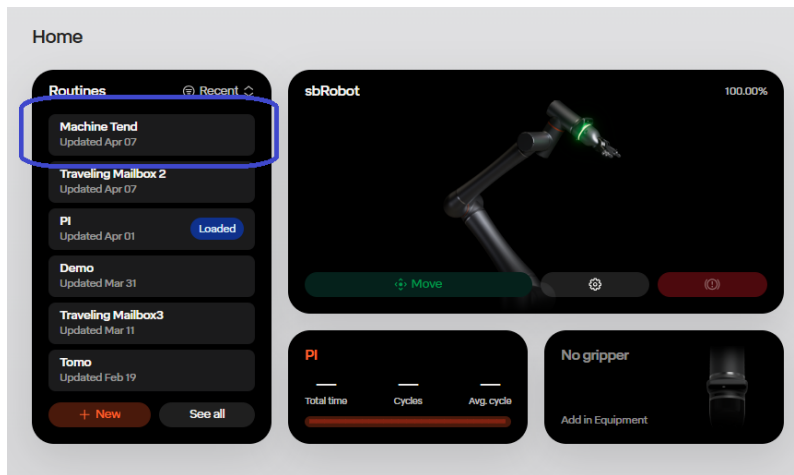 Home
Routines
Recent
Machine Tend
Updated Apr 07
Traveling Mailbox 2
Updated Apr 07
PI
Updated Apr 01
Loaded
Demo
Updated Mar 31
Traveling Mailbox3
Updated Mar 11
Tomo
Updated Feb 19
+ New
See all
sbRobot
100.00%
Move
PI
Total time
Cycles
Avg. cycle
No gripper
Add in Equipment